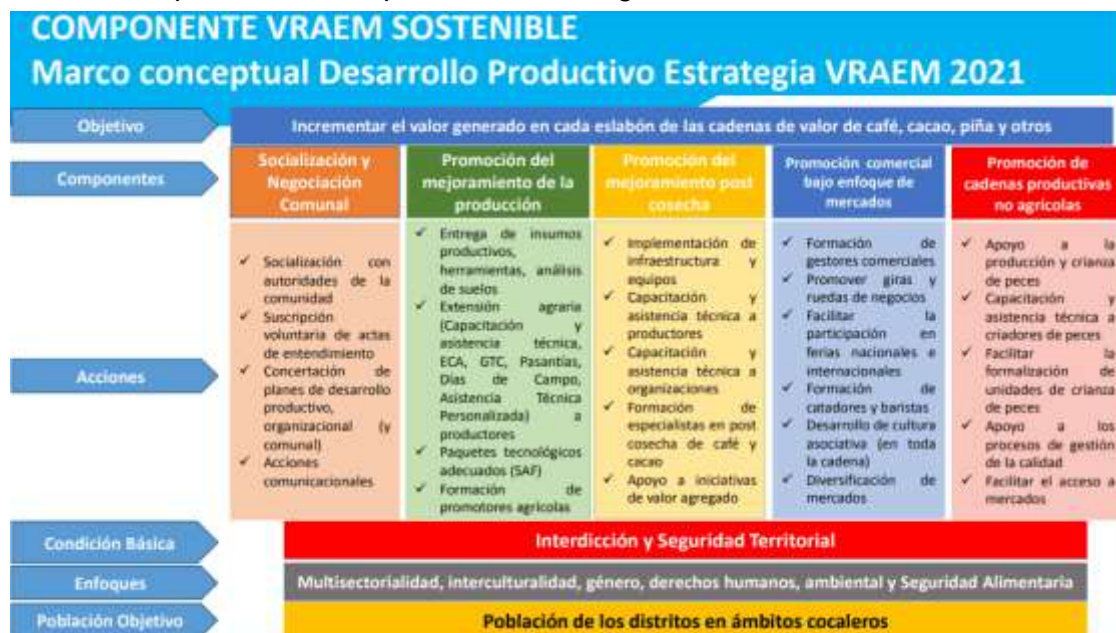 COMPONENTE VRAEM SOSTENIBLE
Marco conceptual Desarrollo Productivo Estrategia VRAEM 2021
Objetivo
Incrementar el valor generado en cada eslabón de las cadenas de valor de café, cacao, piña y otros
Componentes
Socialización y
Negociación
Comunal
Promoción del
mejoramiento de la
producción
Promoción del
mejoramiento post
cosecha
Promoción comercial
bajo enfoque de
mercados
Promoción de
cadenas productivas
no agrícolas
Acciones
✓ Socialización con
autoridades de la
comunidad
✓ Suscripción
voluntaria de actas
de entendimiento
✓ Concertación de
planes de desarrollo
productivo,
organizacional (y
comunal)
✓ Acciones
comunicacionales
✓ Entrega de insumos
productivos,
herramientas, análisis
de suelos
✓ Extensión agraria
(Capacitación y
asistencia técnica,
ECA, GTC, Pasantías,
Días de Campo,
Asistencia Técnica
Personalizada) a
productores
✓ Paquetes tecnológicos
adecuados (SAF)
✓ Formación de
promotores agrícolas
✓ Implementación de
infraestructura y
equipos
✓ Capacitación y
asistencia técnica a
productores
✓ Capacitación y
asistencia técnica a
organizaciones
✓ Formación de
especialistas en post
cosecha de café y
cacao
✓ Apoyo a iniciativas
de valor agregado
✓ Formación de
gestores comerciales
✓ Promover giras y
ruedas de negocios
✓ Facilitar la
participación en
ferias nacionales e
internacionales
✓ Formación de
catadores y baristas
✓ Desarrollo de cultura
asociativa (en toda
la cadena)
✓ Diversificación de
mercados
✓ Apoyo a la
producción y crianza
de peces
✓ Capacitación y
asistencia técnica a
criadores de peces
✓ Facilitar la
formalización de
unidades de crianza
de peces
✓ Apoyo a los
procesos de gestión
de la calidad
✓ Facilitar el acceso a
mercados
Condición Básica
Interdicción y Seguridad Territorial
Enfoques
Multisectorialidad, interculturalidad, género, derechos humanos, ambiental y Seguridad Alimentaria
Población Objetivo
Población de los distritos en ámbitos cocaleros